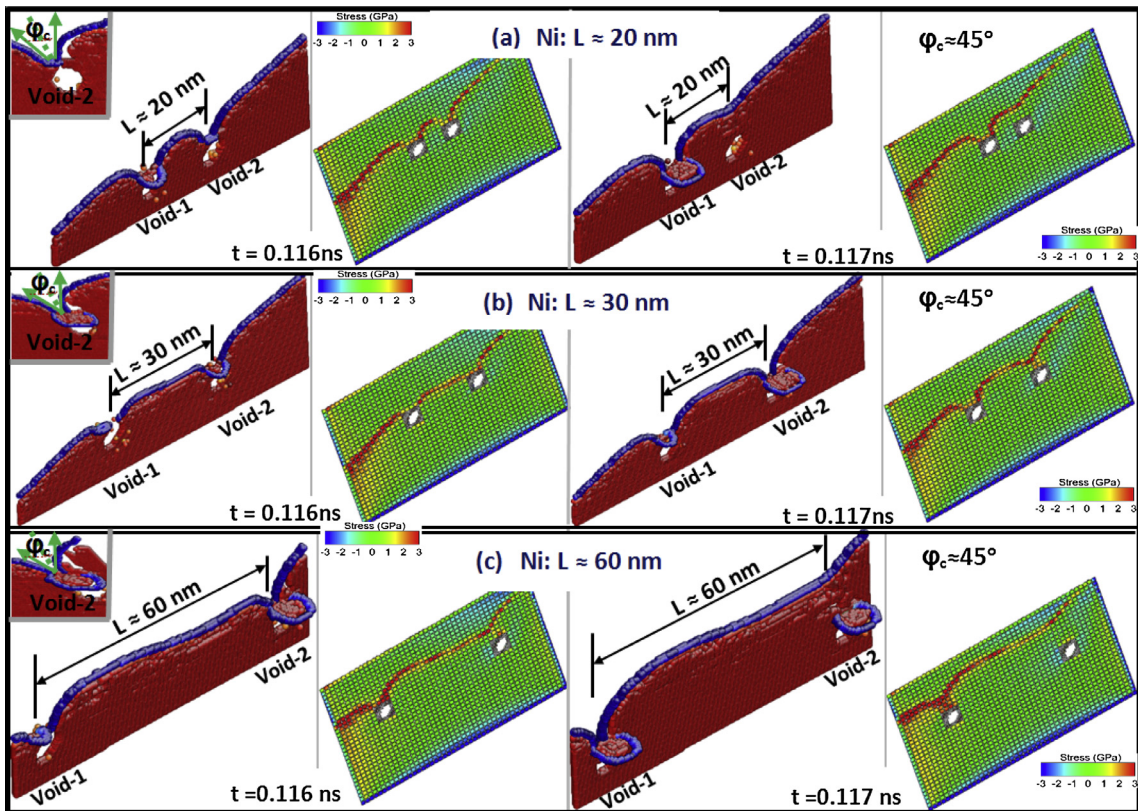 φc
Void-2
Stress (GPa)
-3 -2 -1 0 1 2 3
(a) Ni: L ≈ 20 nm
φc≈45°
L ≈ 20 nm
Void-1
Void-2
t = 0.116ns
L ≈ 20 nm
Void-1
Void-2
t = 0.117ns
Stress (GPa)
-3 -2 -1 0 1 2 3
φc
Void-2
Stress (GPa)
-3 -2 -1 0 1 2 3
(b) Ni: L ≈ 30 nm
φc≈45°
L ≈ 30 nm
Void-1
Void-2
t = 0.116ns
L ≈ 30 nm
Void-1
Void-2
t = 0.117ns
Stress (GPa)
-3 -2 -1 0 1 2 3
φc
Void-2
Stress (GPa)
-3 -2 -1 0 1 2 3
(c) Ni: L ≈ 60 nm
φc≈45°
L ≈ 60 nm
Void-1
Void-2
t =0.116 ns
L ≈ 60 nm
Void-1
Void-2
t =0.117 ns
Stress (GPa)
-3 -2 -1 0 1 2 3